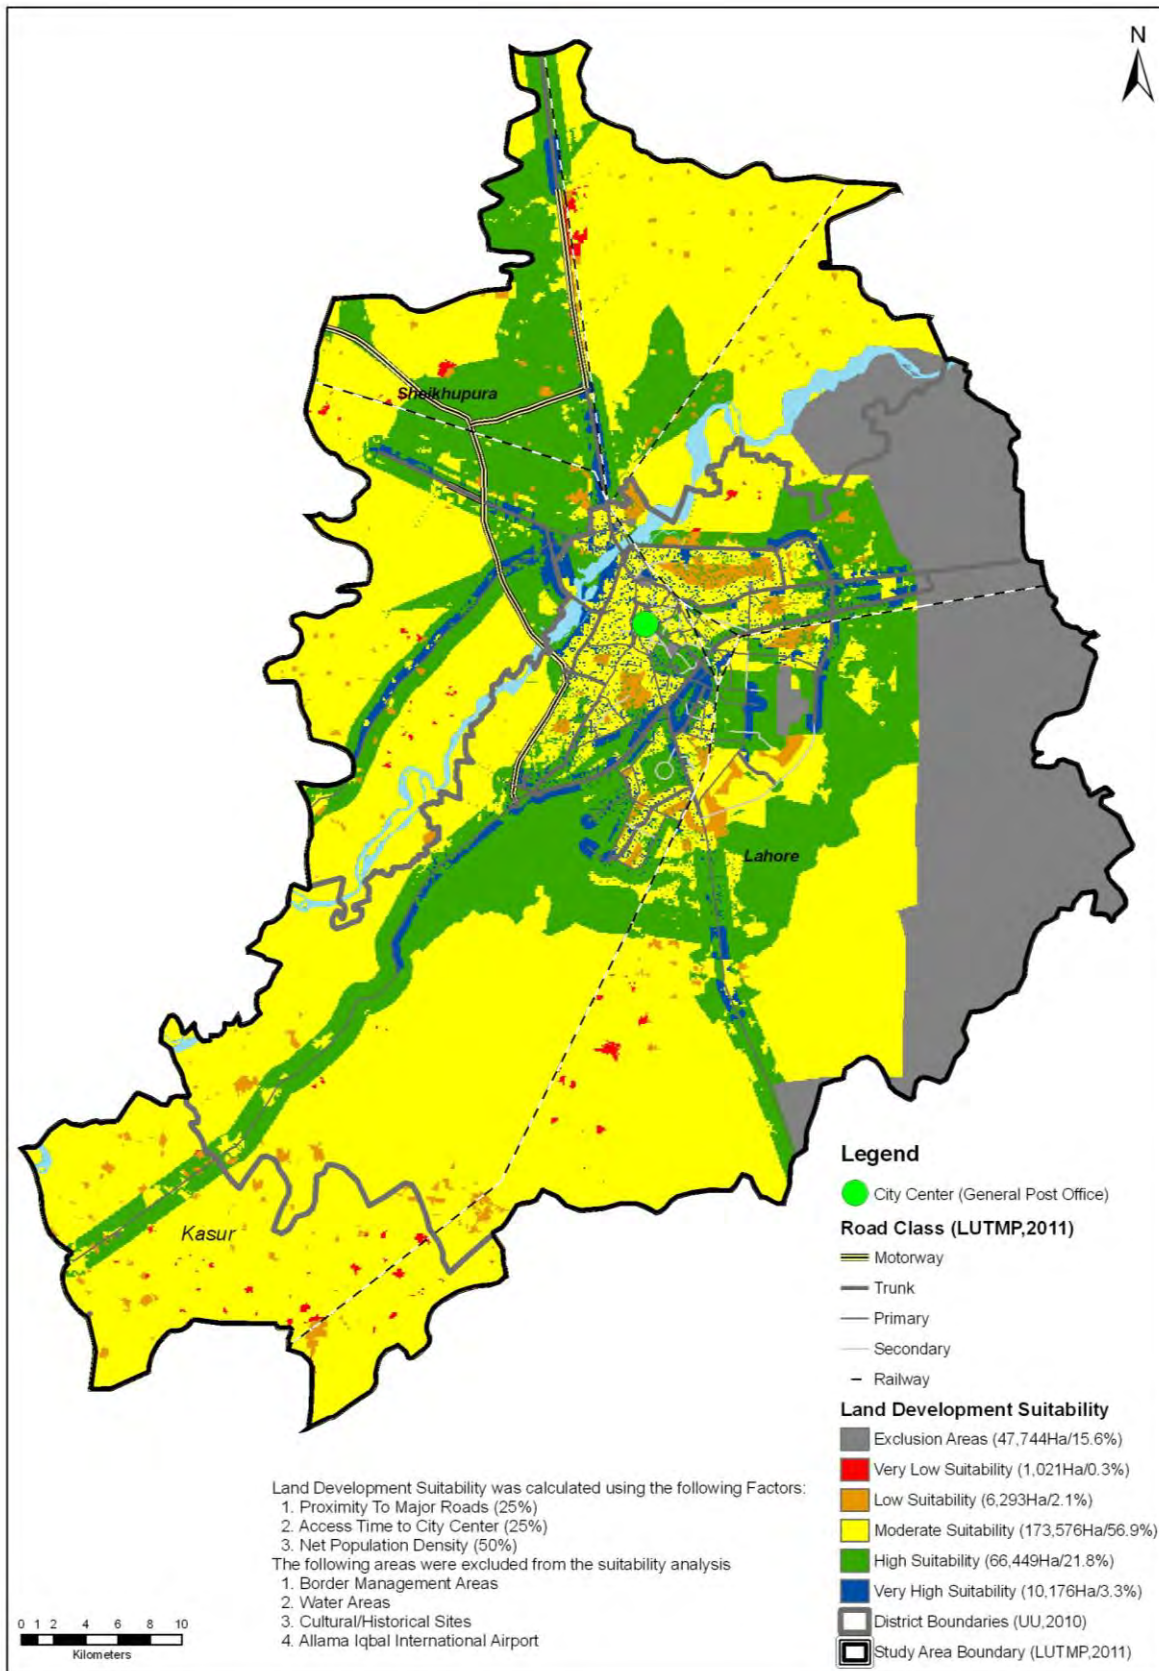 N
Sheikhupura
Lahore
Kasur
Legend
City Center (General Post Office)
Road Class (LUTMP,2011)
Motorway
Trunk
Primary
Secondary
Railway
Land Development Suitability
Exclusion Areas (47,744Ha/15.6%)
Very Low Suitability (1,021Ha/0.3%)
Low Suitability (6,293Ha/2.1%)
Moderate Suitability (173,576Ha/56.9%)
High Suitability (66,449Ha/21.8%)
Very High Suitability (10,176Ha/3.3%)
District Boundaries (UU,2010)
Study Area Boundary (LUTMP,2011)
Land Development Suitability was calculated using the following Factors:
1. Proximity To Major Roads (25%)
2. Access Time to City Center (25%)
3. Net Population Density (50%)
The following areas were excluded from the suitability analysis
1. Border Management Areas
2. Water Areas
3. Cultural/Historical Sites
4. Allama Iqbal International Airport
0 1 2 4 6 8 10
Kilometers